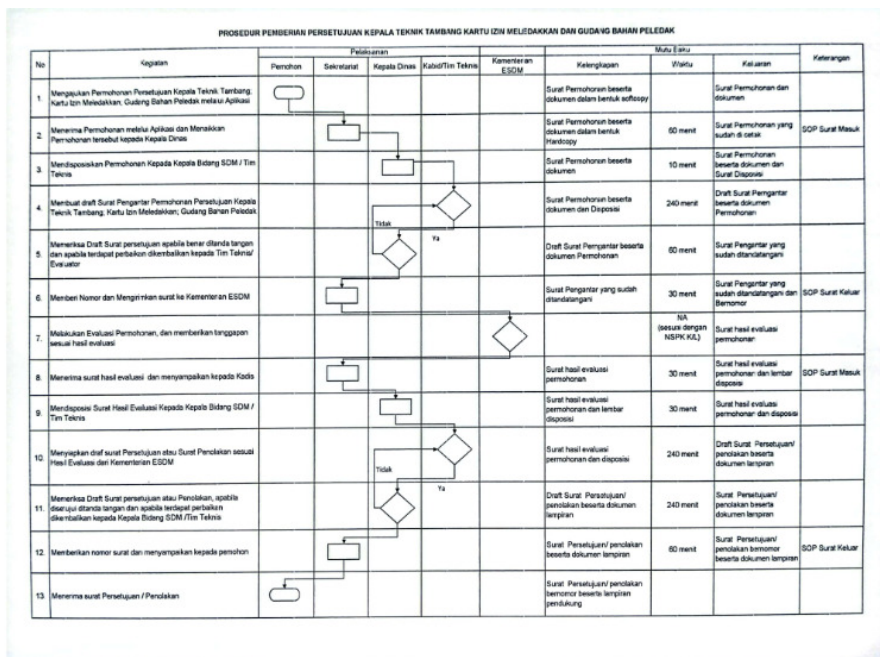 PROSEDUR PEMBERIAN PERSETUJUAN KEPALA TEKNIK TAMBANG KARTU IZIN MELEDAKKAN DAN GUDANG BAHAN PELEDAK
No
Kegiatan
Pelaksanan
Mutu Baku
Keterangan
Pemohon
Sekretariat
Kepala Dinas
Kabid/Tim Teknis
Kementerian
ESDM
Kelengkapan
Waktu
Keluaran
1.
Mengajukan Permohonan Persetujuan Kepala Teknik Tambang;
Kartu Izin Meledakkan; Gudang Bahan Peledak melalui Aplikasi
Surat Permohonan beserta
dokumen dalam bentuk softcopy
Surat Permohonan dan
dokumen
2.
Menerima Permohonan melalui Aplikasi dan Menaikkan
Permohonan tersebut kepada Kepala Dinas
Surat Permohonan beserta
dokumen dalam bentuk
Hardcopy
60 menit
Surat Permohonan yang
sudah di cetak
SOP Surat Masuk
3.
Mendisposisikan Permohonan Kepada Kepala Bidang SDM / Tim
Teknis
Surat Permohonan beserta
dokumen
10 menit
Surat Permohonan
beserta dokumen dan
Surat Disposisi
4.
Membuat draft Surat Pengantar Permohonan Persetujuan Kepala
Teknik Tambang; Kartu Izin Meledakkan; Gudang Bahan Peledak
Tidak
Surat Permohonan beserta
dokumen dan Disposisi
240 menit
Draft Surat Pemgantar
beserta dokumen
Permohonan
5.
Memeriksa Draft Surat persetujuan apabila benar ditanda tangan
dan apabila terdapat perbaikan dikembalikan kepada Tim Teknis/
Evaluator
Ya
Draft Surat Pemgantar beserta
dokumen Permohonan
60 menit
Surat Pengantar yang
sudah ditandatangani
6.
Memberi Nomor dan Mengirimkan surat ke Kementerian ESDM
Surat Pengantar yang sudah
ditandatangani
30 menit
Surat Pengantar yang
sudah ditandatangani dan
Bernomor
SOP Surat Keluar
7.
Melakukan Evaluasi Permohonan, dan memberikan tanggapan
sesuai hasil evaluasi
NA
(sesuai dengan
NSPK K/L)
Surat hasil evaluasi
permohonan
8.
Menerima surat hasil evaluasi dan menyampaikan kepada Kadis
Surat hasil evaluasi
permohonan
30 menit
Surat hasil evaluasi
permohonan dan lembar
disposisi
SOP Surat Masuk
9.
Mendisposisi Surat Hasil Evaluasi Kepada Kepala Bidang SDM /
Tim Teknis
Surat hasil evaluasi
permohonan dan lembar
disposisi
30 menit
Surat hasil evaluasi
permohonan dan disposisi
10.
Menyiapkan draf surat Persetujuan atau Surat Penolakan sesuai
Hasil Evaluasi dari Kementerian ESDM
Tidak
Surat hasil evaluasi
permohonan dan disposisi
240 menit
Draft Surat Persetujuan/
penolakan beserta
dokumen lampiran
11.
Memeriksa Draft Surat persetujuan atau Penolakan, apabila
disetujui ditanda tangan dan apabila terdapat perbaikan
dikembalikan kepada Kepala Bidang SDM /Tim Teknis
Ya
Draft Surat Persetujuan/
penolakan beserta dokumen
lampiran
240 menit
Surat Persetujuan/
penolakan beserta
dokumen lampiran
12.
Memberikan nomor surat dan menyampaikan kepada pemohon
Surat Persetujuan/ penolakan
beserta dokumen lampiran
60 menit
Surat Persetujuan/
penolakan bernomor
beserta dokumen lampiran
SOP Surat Keluar
13
Menerima surat Persetujuan / Penolakan
Surat Persetujuan/ penolakan
bernomor beserta lampiran
pendukung